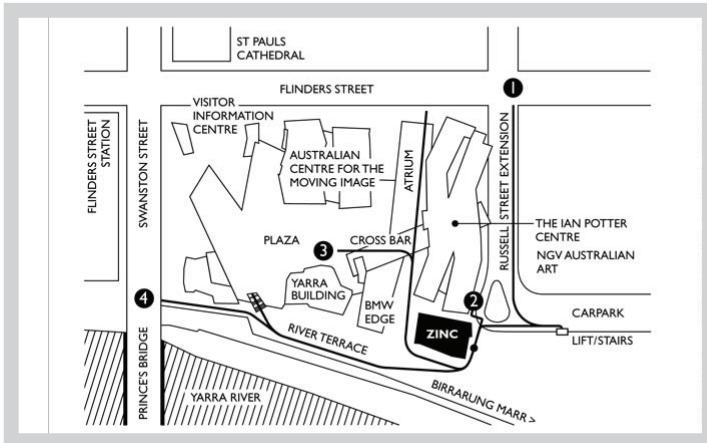 ST PAULS
CATHEDRAL
FLINDERS STREET
1
VISITOR
INFORMATION
CENTRE
FLINDERS STREET
STATION
SWANSTON STREET
AUSTRALIAN
CENTRE FOR THE
MOVING IMAGE
ATRIUM
RUSSELL STREET EXTENSION
THE IAN POTTER
CENTRE
NGV AUSTRALIAN
ART
PLAZA
3
CROSS BAR
YARRA
BUILDING
BMW
EDGE
4
2
CARPARK
ZINC
LIFT/STAIRS
RIVER TERRACE
PRINCE'S BRIDGE
YARRA RIVER
BIRRARUNG MARR >